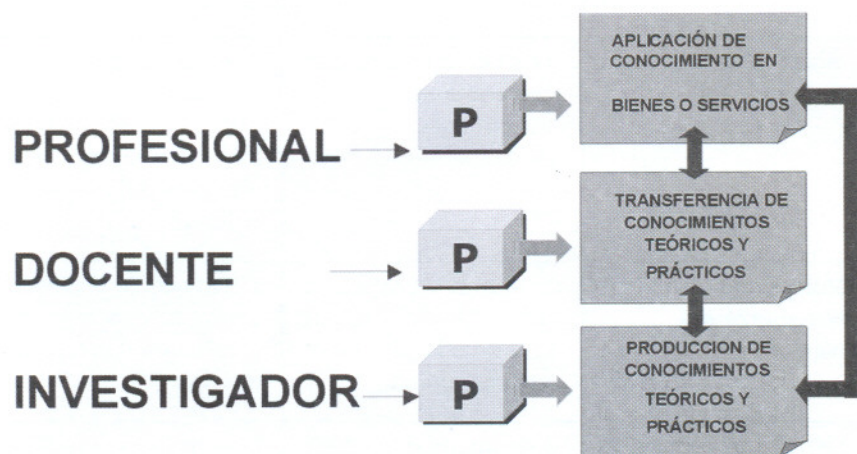 PROFESIONAL
P
APLICACIÓN DE
CONOCIMIENTO EN
BIENES O SERVICIOS
DOCENTE
P
TRANSFERENCIA DE
CONOCIMIENTOS
TEÓRICOS Y
PRÁCTICOS
INVESTIGADOR
P
PRODUCCION DE
CONOCIMIENTOS
TEÓRICOS Y
PRÁCTICOS